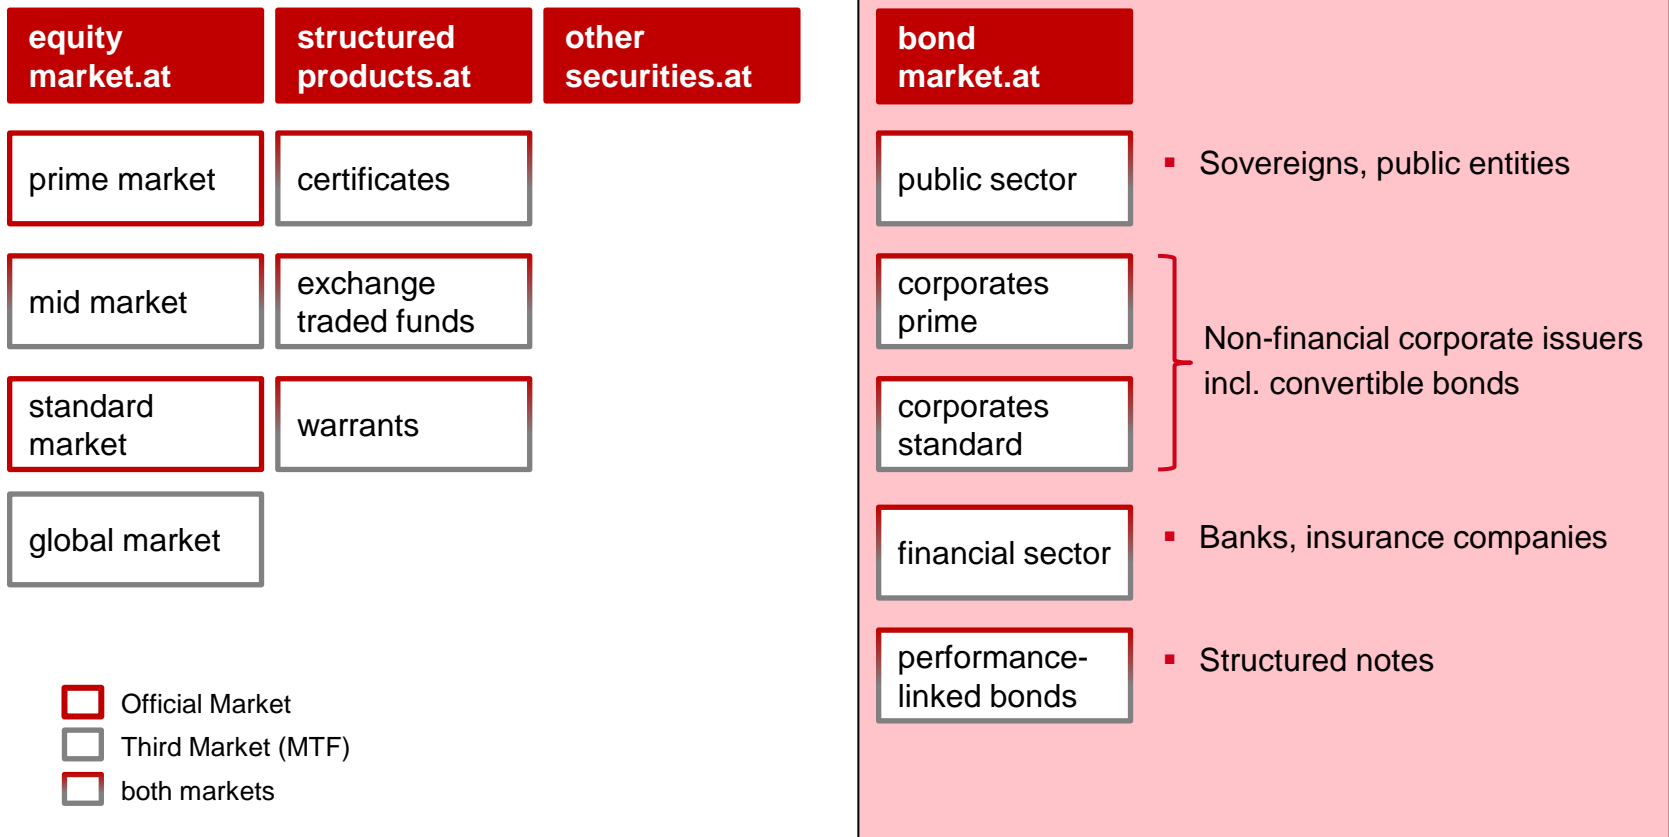 equity
market.at
structured
products.at
other
securities.at
bond
market.at
prime market
certificates
public sector
Sovereigns, public entities
mid market
exchange
traded funds
corporates
prime
Non-financial corporate issuers
incl. convertible bonds
standard
market
warrants
corporates
standard
global market
financial sector
Banks, insurance companies
performance-
linked bonds
Structured notes
Official Market
Third Market (MTF)
both markets